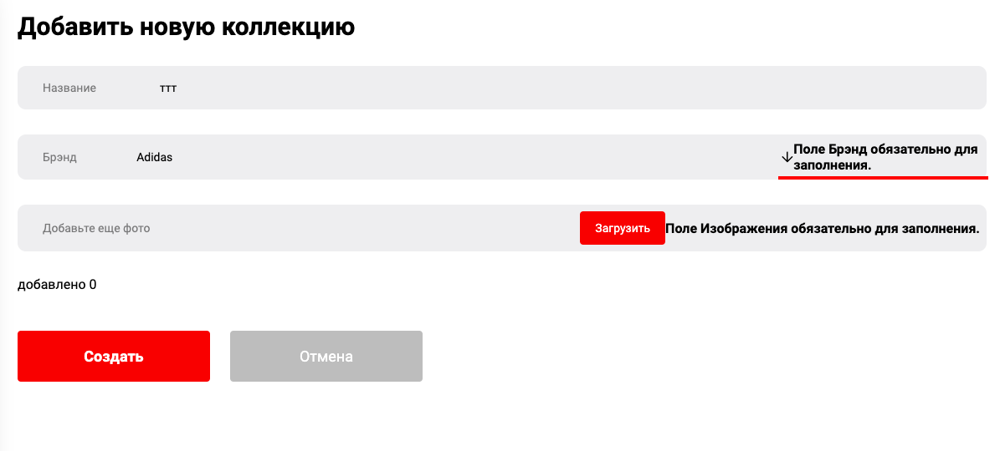 Добавить новую коллекцию
Название ттт
Брэнд Adidas
Поле Брэнд обязательно для
заполнения.
Добавьте еще фото Загрузить Поле Изображения обязательно для заполнения.
добавлено 0
Создать Отмена